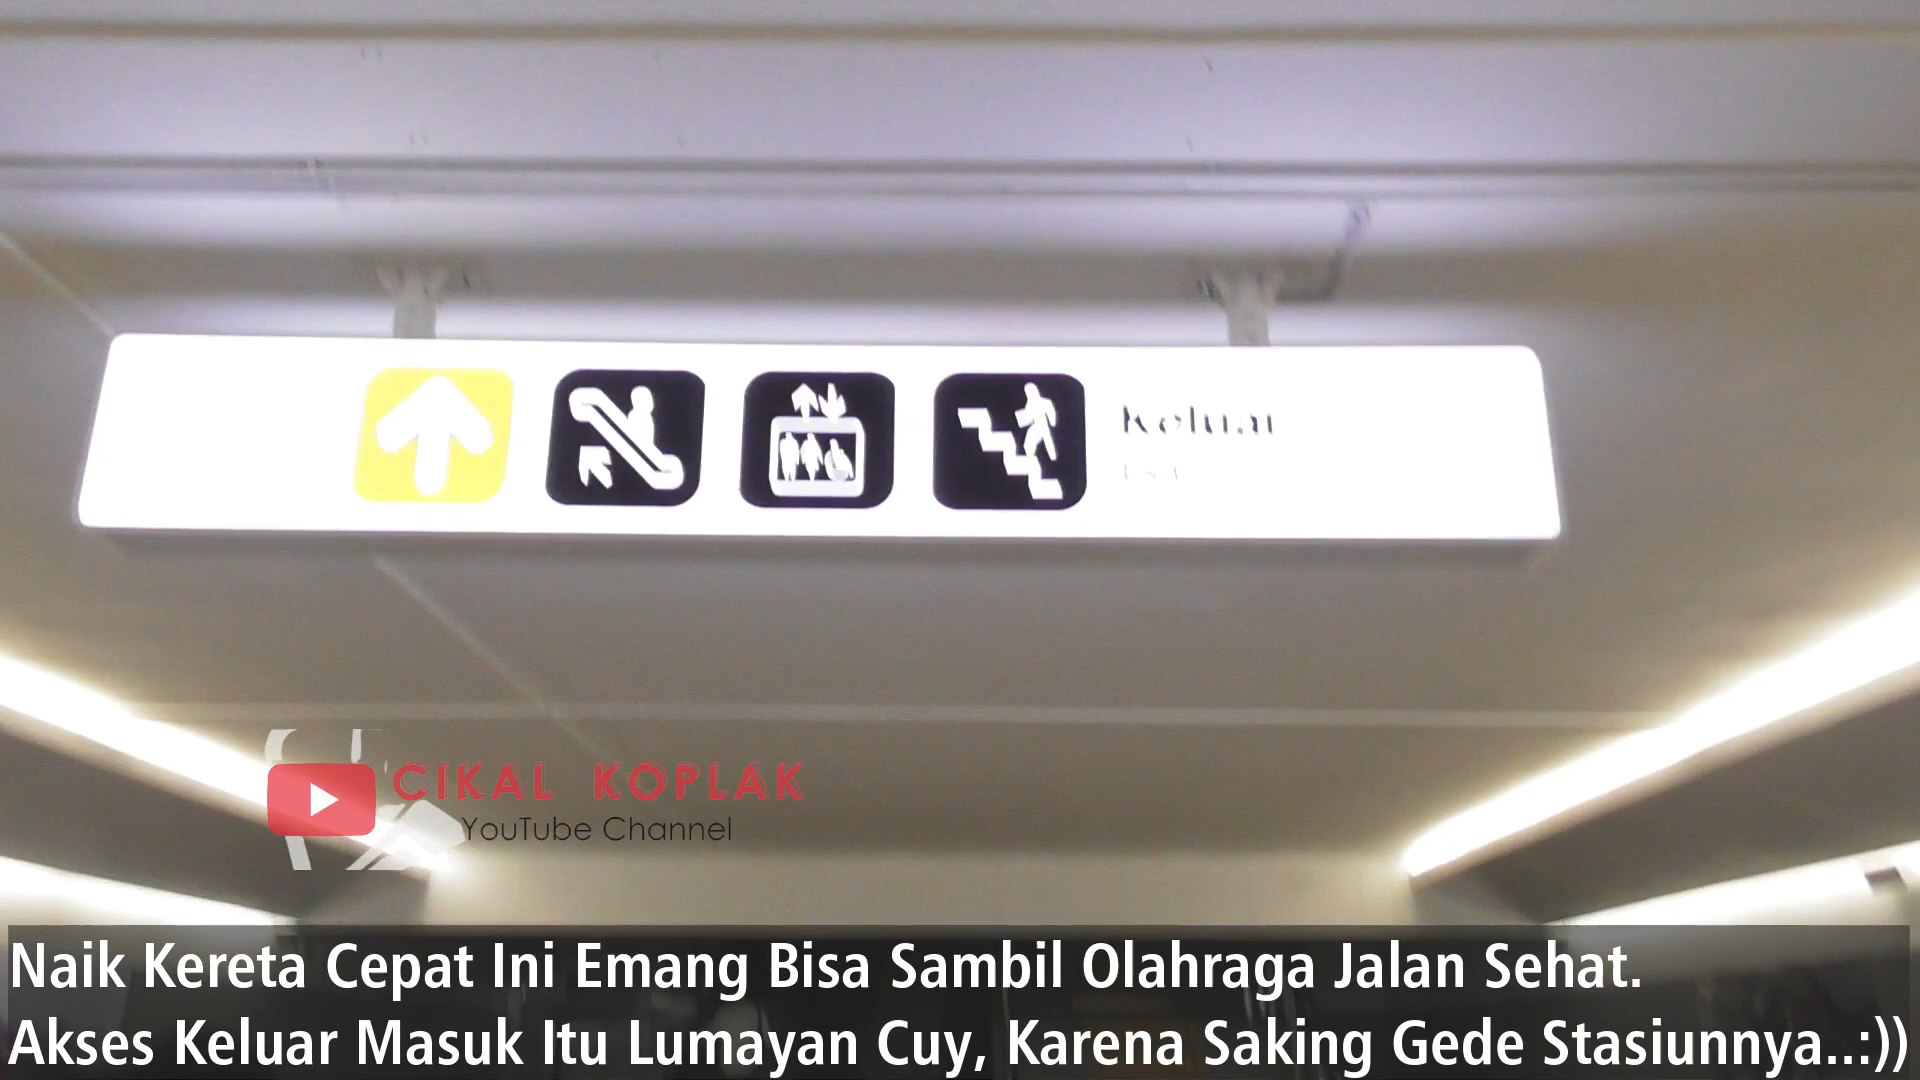 Keluar
CIKAL KOPLAK
YouTube Channel
Naik Kereta Cepat Ini Emang Bisa Sambil Olahraga Jalan Sehat.
Akses Keluar Masuk Itu Lumayan Cuy, Karena Saking Gede Stasiunnya..:))